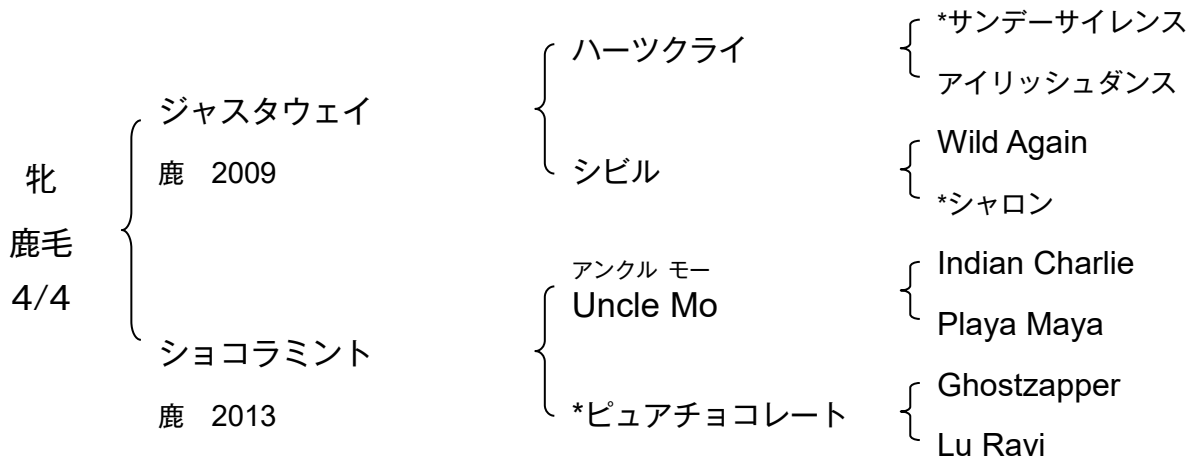 牝
鹿毛
4/4
ジャスタウェイ
鹿 2009
ショコラミント
鹿 2013
ハーツクライ
シビル
アンクル モー
Uncle Mo
*ピュアチョコレート
*サンデーサイレンス
アイリッシュダンス
Wild Again
*シャロン
Indian Charlie
Playa Maya
Ghostzapper
Lu Ravi